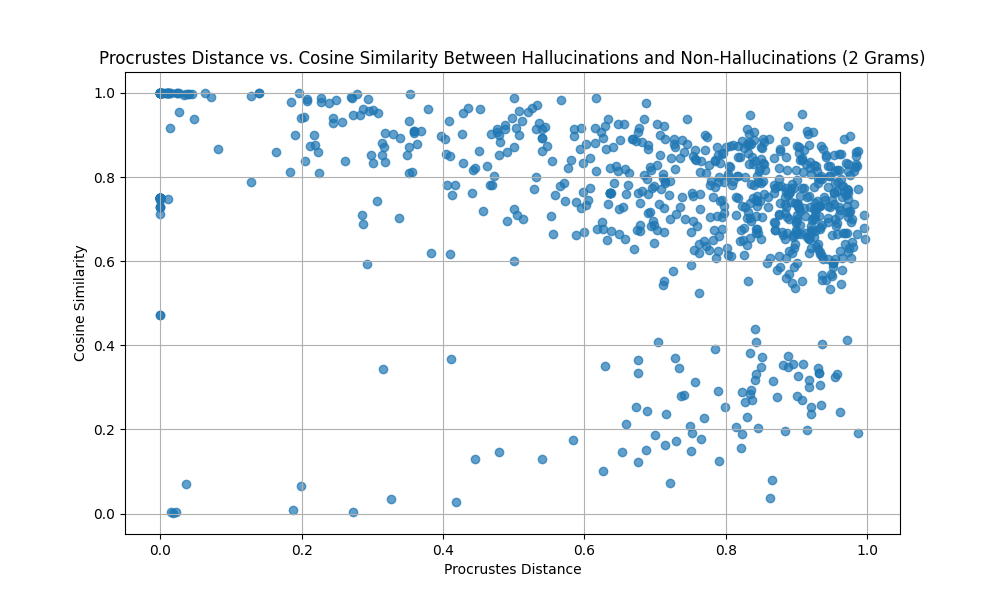 Procrustes Distance vs. Cosine Similarity Between Hallucinations and Non-Hallucinations (2 Grams)
1.0
0.8
0.6
0.4
0.2
0.0
Cosine Similarity
0.0 0.2 0.4 0.6 0.8 1.0
Procrustes Distance